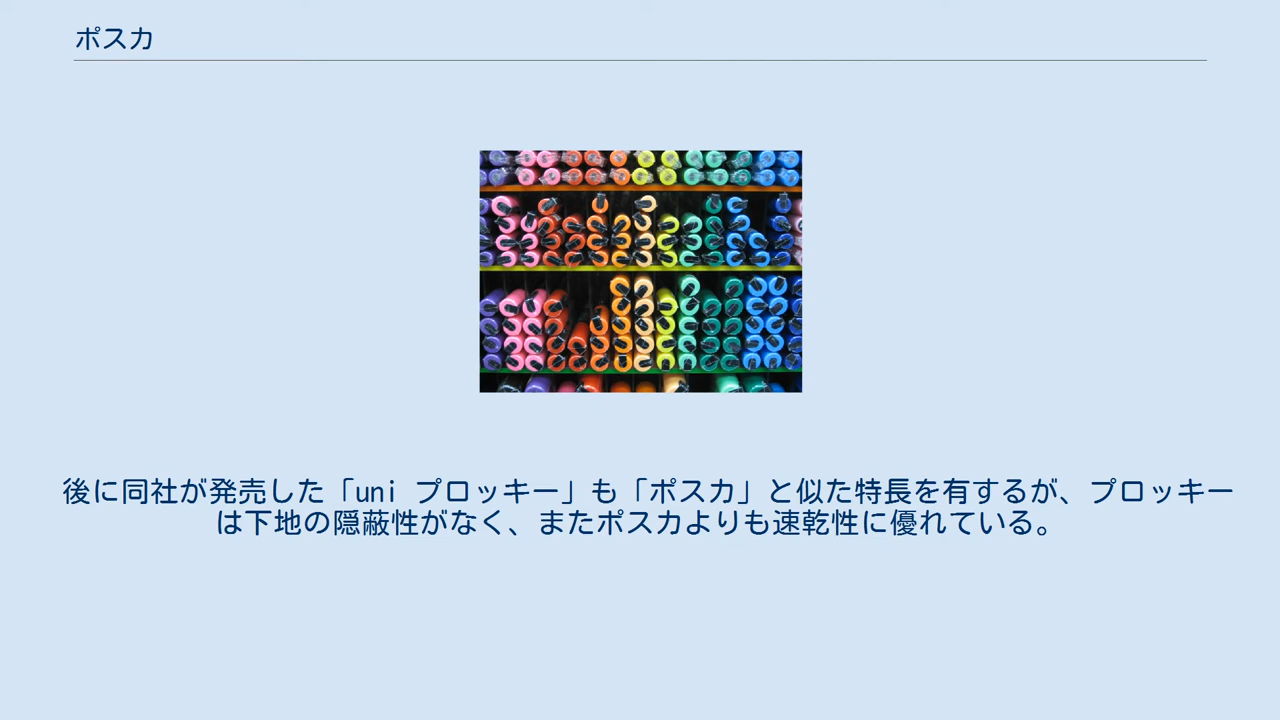 ポスカ
後に同社が発売した「uni プロッキー」も「ポスカ」と似た特長を有するが、プロッキー
は下地の隠蔽性がなく、またポスカよりも速乾性に優れている。